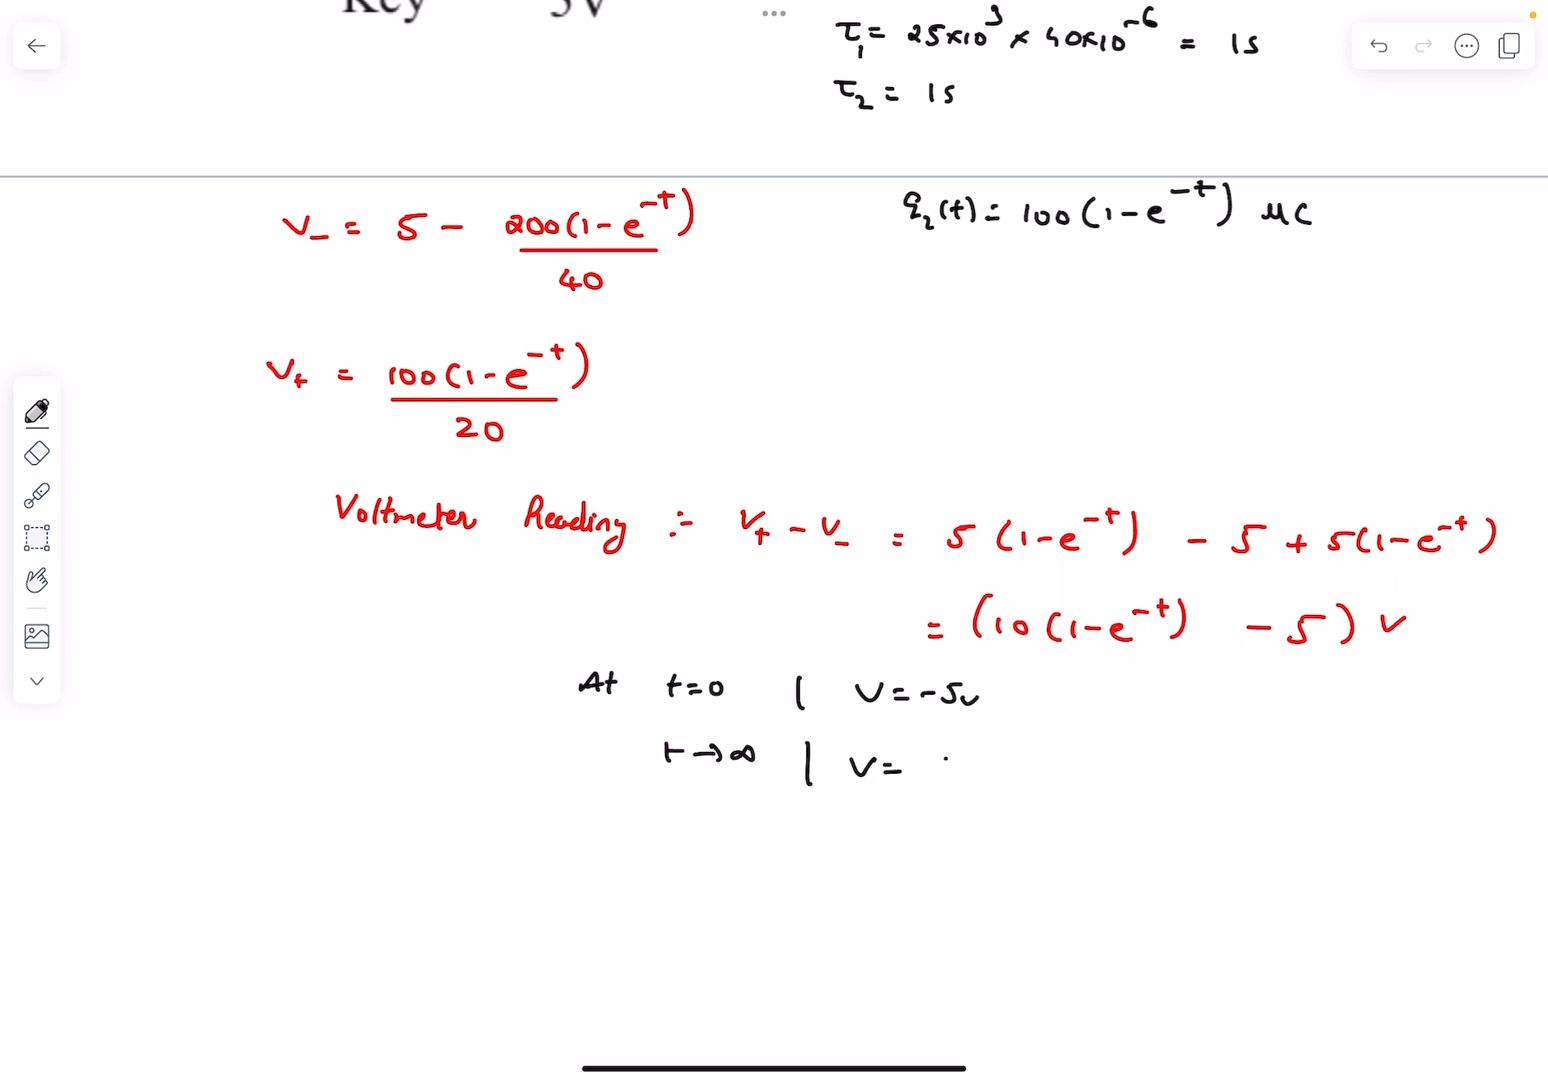 Key 5V
τ₁ = 25×10³ × 40×10⁻⁶ = 1s
τ₂ = 1s
q₂(t) = 100(1-e^-t) μC
V₋ = 5 - 200(1-e^-t)/40
V₊ = 100(1-e^-t)/20
Voltmeter Reading :- V₊ - V₋ = 5(1-e^-t) - 5 + 5(1-e^-t)
= (10(1-e^-t) - 5) V
At t=0 | V=-5v
t→∞ | V=